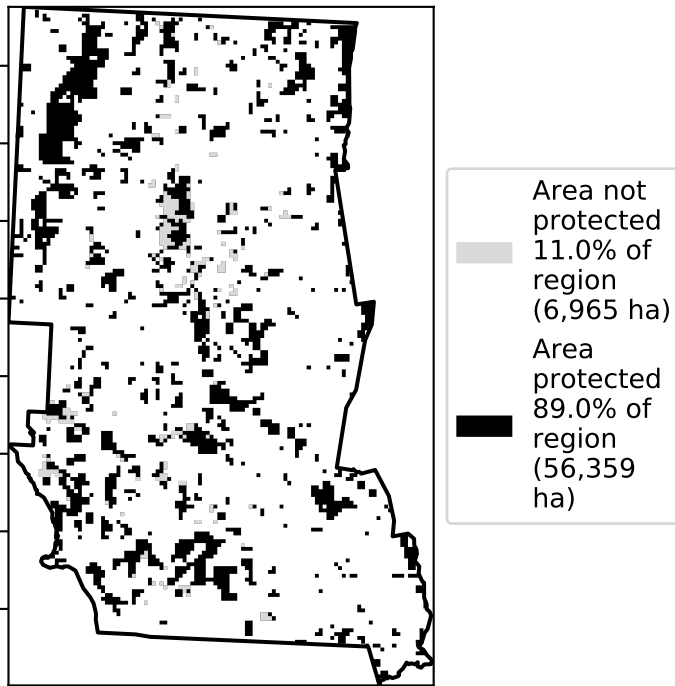 Area not
protected
11.0% of
region
(6,965 ha)
Area
protected
89.0% of
region
(56,359
ha)